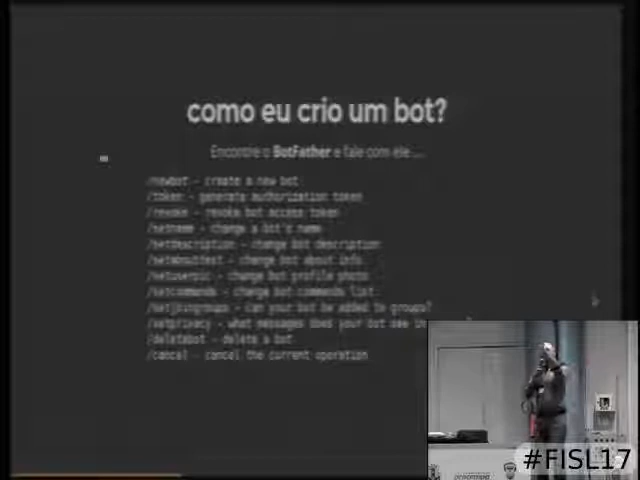 como eu crio um bot?
Encontre o BotFather e fale com ele...
/newbot - create a new bot
/token - generate authorization token
/revoke - revoke bot access token
/setname - change a bot's name
/setdescription - change bot description
/setabouttext - change bot about info
/setuserpic - change bot profile photo
/setcommands - change bot commands list
/setjoingroups - can your bot be added to groups?
/setprivacy - what messages does your bot see in
/deletebot - delete a bot
/cancel - cancel the current operation
#FISL17